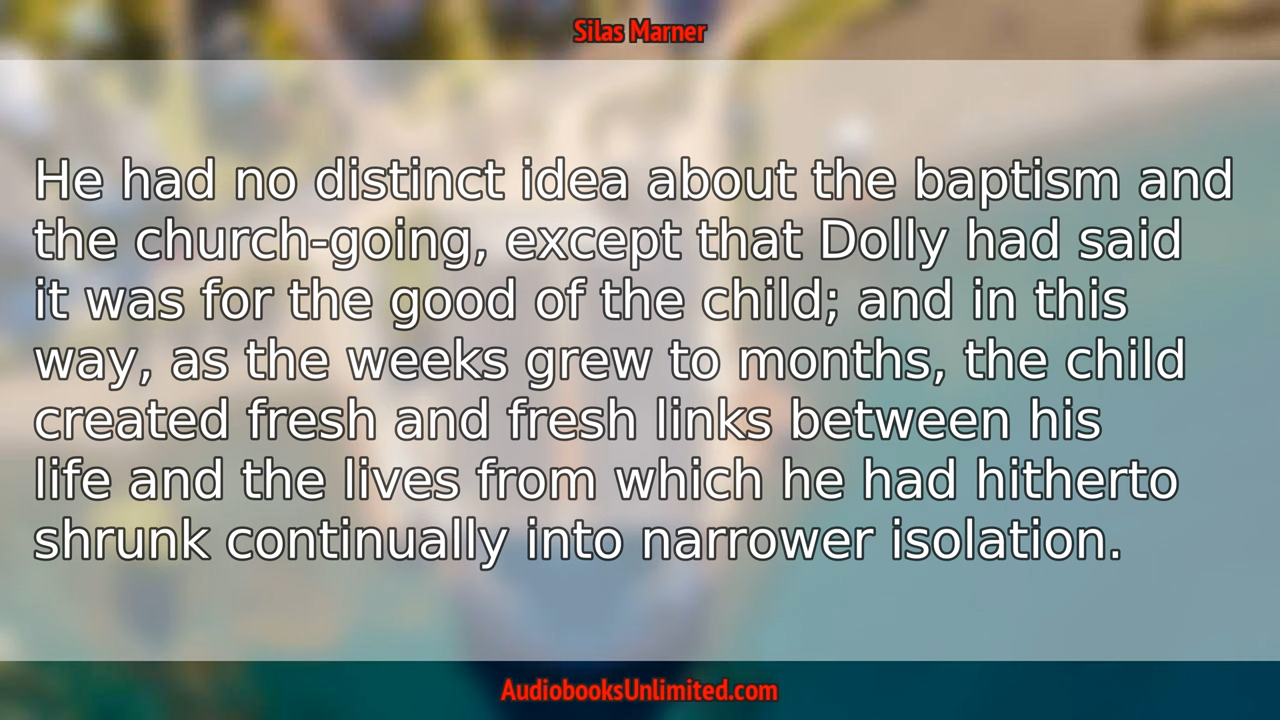 Silas Marner
He had no distinct idea about the baptism and
the church-going, except that Dolly had said
it was for the good of the child; and in this
way, as the weeks grew to months, the child
created fresh and fresh links between his
life and the lives from which he had hitherto
shrunk continually into narrower isolation.
AudiobooksUnlimited.com